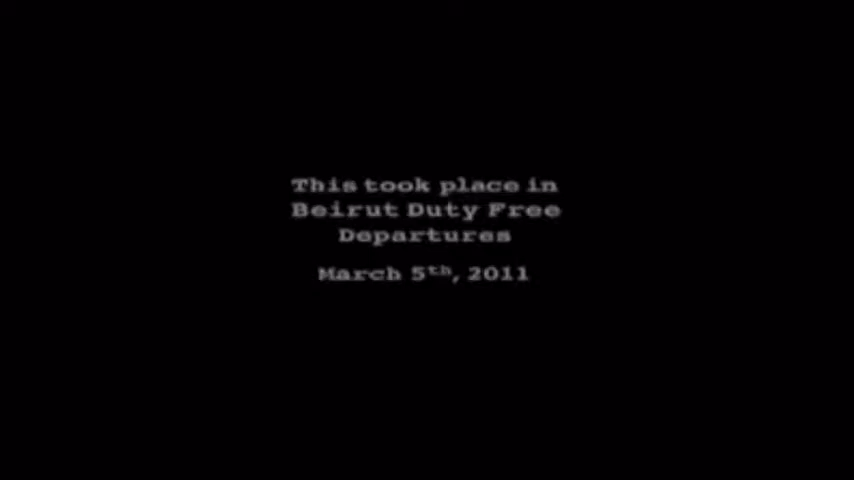 This took place in
Beirut Duty Free
Departures
March 5th, 2011